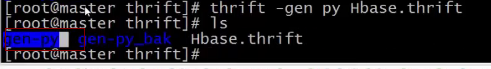 [root@master thrift]# thrift -gen py Hbase.thrift
[root@master thrift]# ls
gen-py gen-py_bak Hbase.thrift
[root@master thrift]#